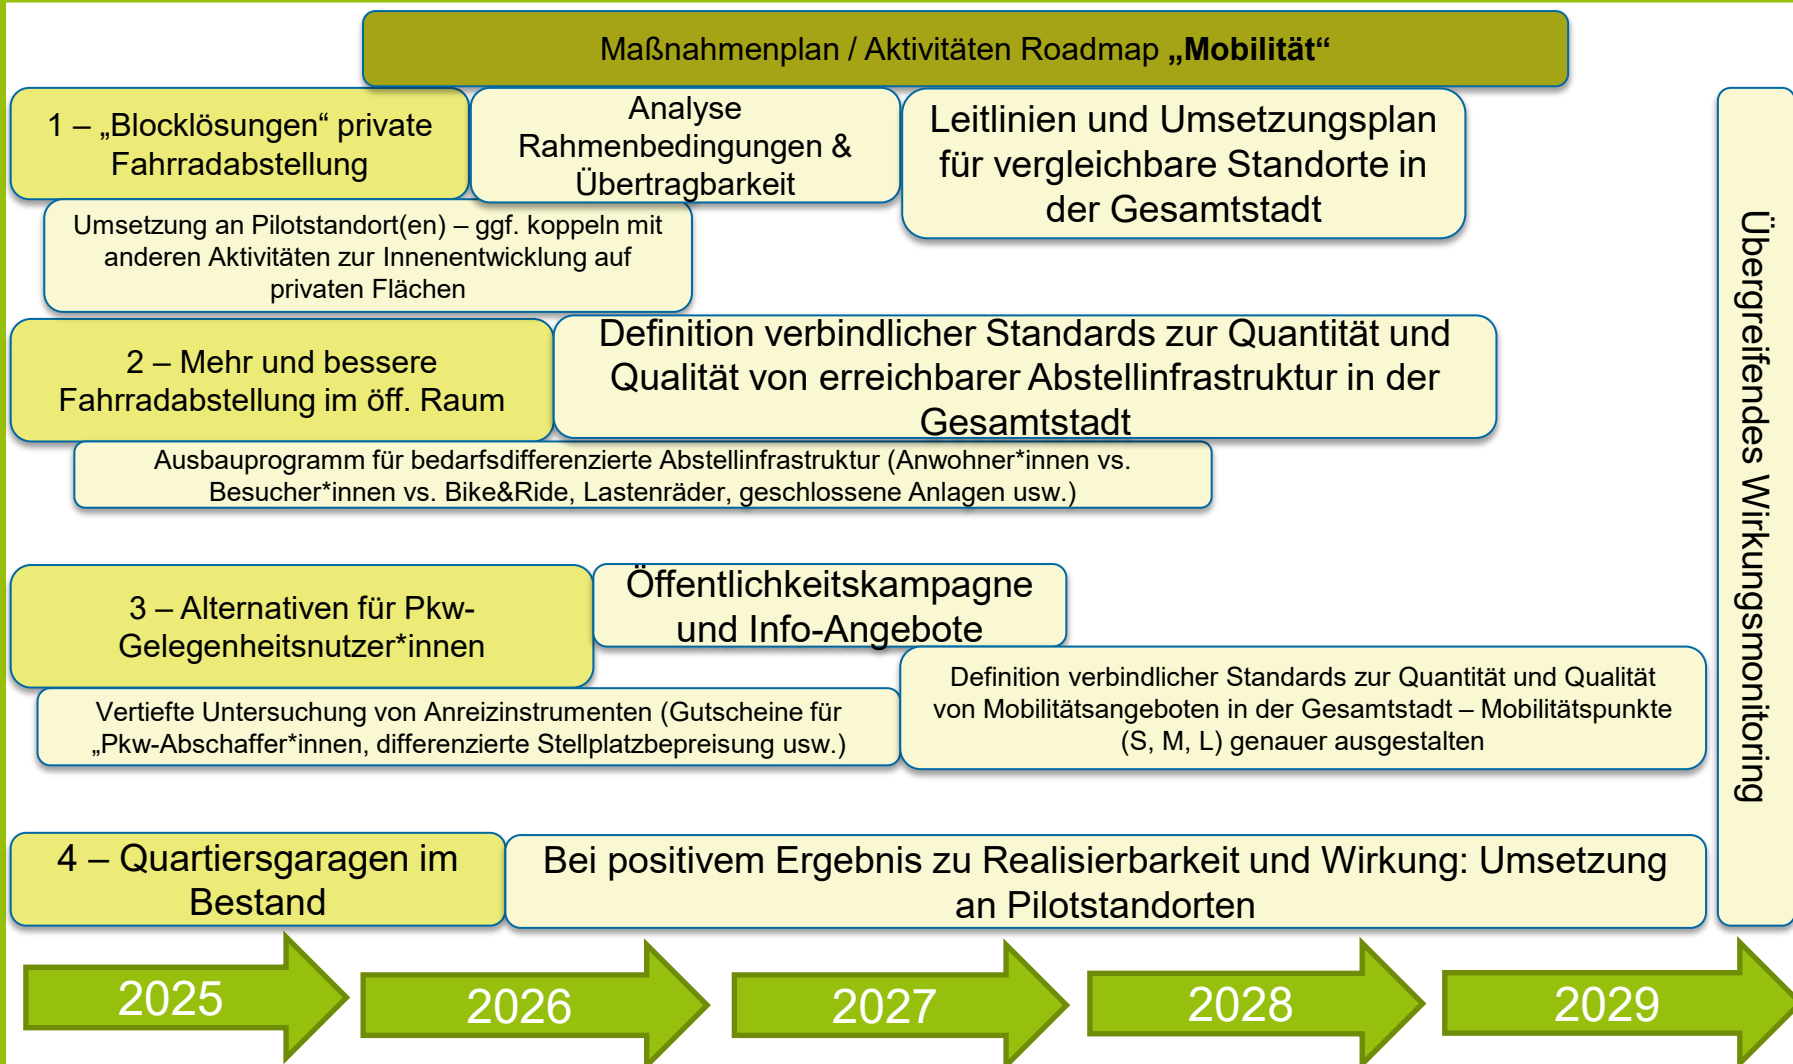 Maßnahmenplan / Aktivitäten Roadmap „Mobilität“
1 – „Blocklösungen“ private
Fahrradabstellung
Analyse
Rahmenbedingungen &
Übertragbarkeit
Leitlinien und Umsetzungsplan
für vergleichbare Standorte in
der Gesamtstadt
Umsetzung an Pilotstandort(en) – ggf. koppeln mit
anderen Aktivitäten zur Innenentwicklung auf
privaten Flächen
2 – Mehr und bessere
Fahrradabstellung im öff. Raum
Definition verbindlicher Standards zur Quantität und
Qualität von erreichbarer Abstellinfrastruktur in der
Gesamtstadt
Ausbauprogramm für bedarfsdifferenzierte Abstellinfrastruktur (Anwohner*innen vs.
Besucher*innen vs. Bike&Ride, Lastenräder, geschlossene Anlagen usw.)
3 – Alternativen für Pkw-
Gelegenheitsnutzer*innen
Öffentlichkeitskampagne
und Info-Angebote
Vertiefte Untersuchung von Anreizinstrumenten (Gutscheine für
„Pkw-Abschaffer*innen, differenzierte Stellplatzbepreisung usw.)
Definition verbindlicher Standards zur Quantität und Qualität
von Mobilitätsangeboten in der Gesamtstadt – Mobilitätspunkte
(S, M, L) genauer ausgestalten
4 – Quartiersgaragen im
Bestand
Bei positivem Ergebnis zu Realisierbarkeit und Wirkung: Umsetzung
an Pilotstandorten
Übergreifendes Wirkungsmonitoring
2025
2026
2027
2028
2029